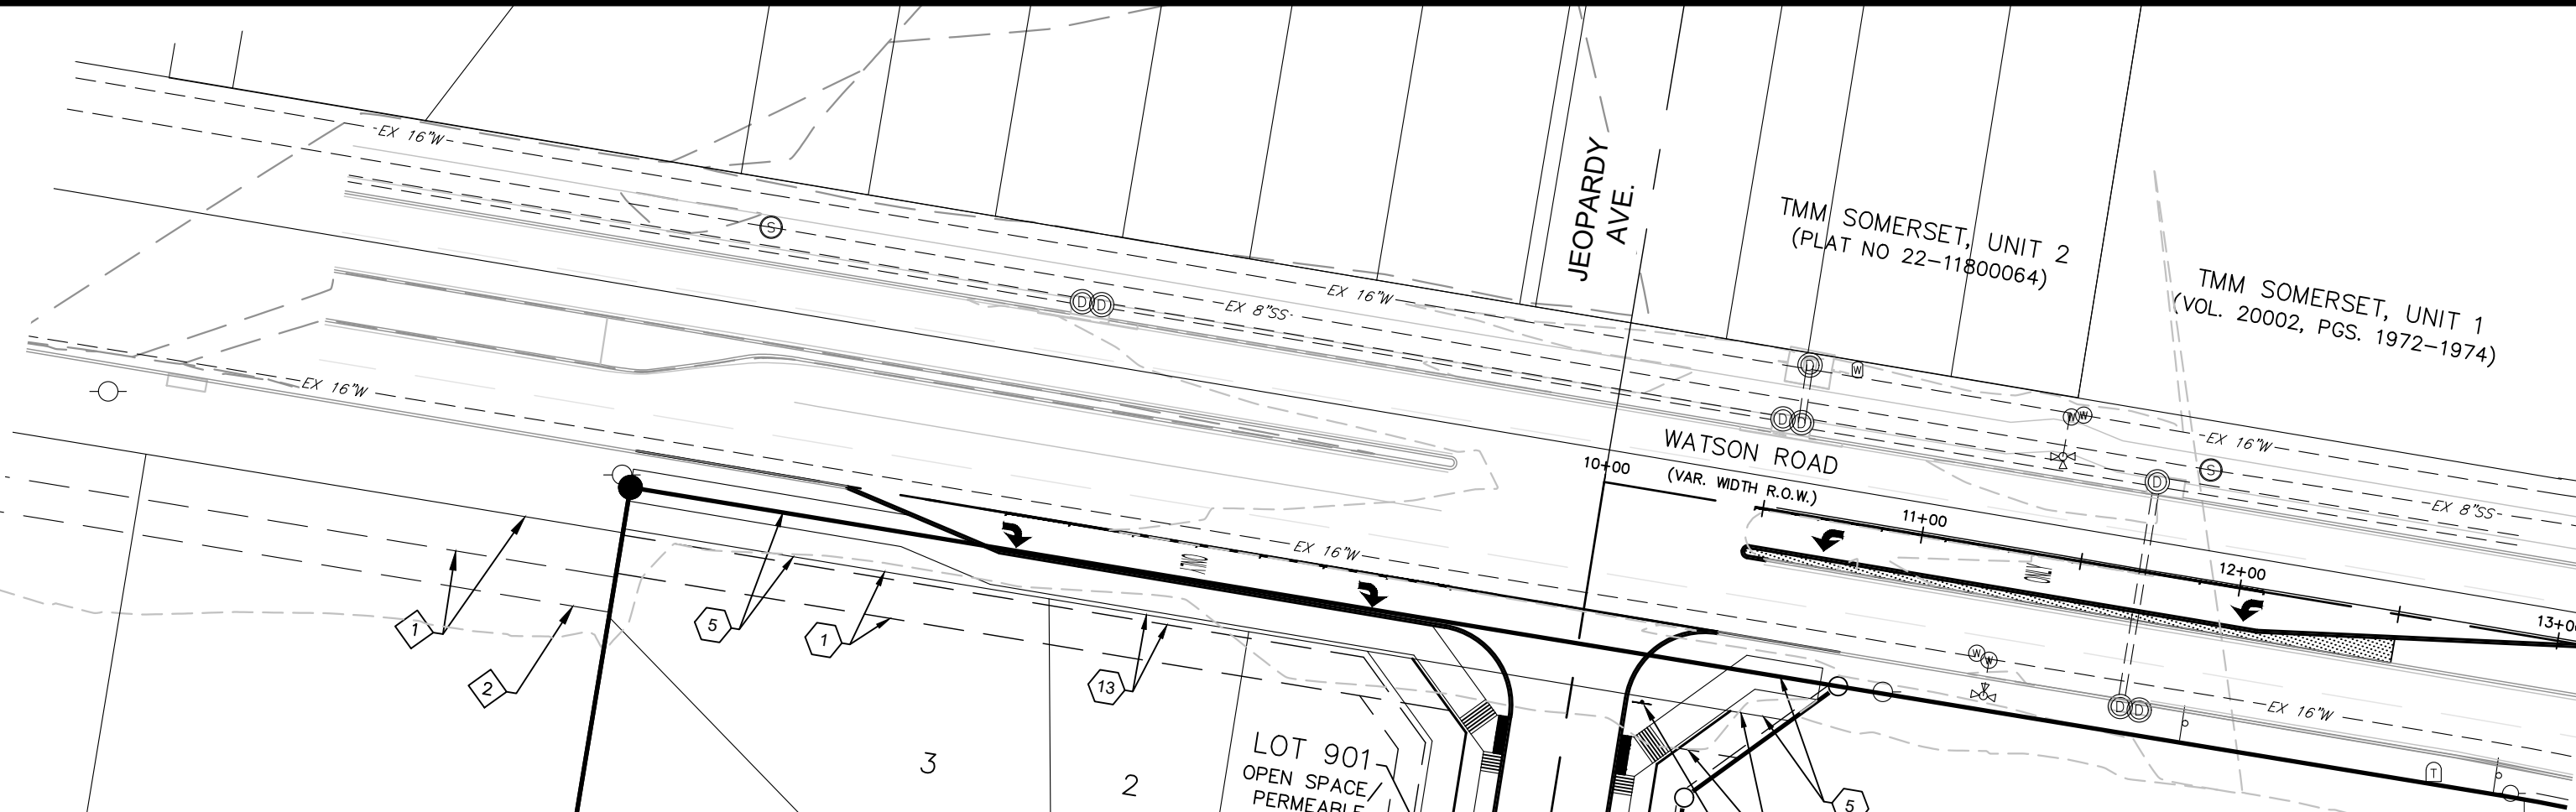 EX 16"W
S
JEOPARDY
AVE.
TMM SOMERSET, UNIT 2
(PLAT NO 22-11800064)
TMM SOMERSET, UNIT 1
(VOL. 20002, PGS. 1972-1974)
D D
EX 8"SS
EX 16"W
D
W
D D
W W
EX 16"W
S
D
EX 8"SS
EX 16"W
WATSON ROAD
(VAR. WIDTH R.O.W.)
10+00
11+00
12+00
13+00
EX 16"W
1
2
5
1
13
W W
D D
EX 16"W
T
3
2
LOT 901
OPEN SPACE/
PERMEABLE
5